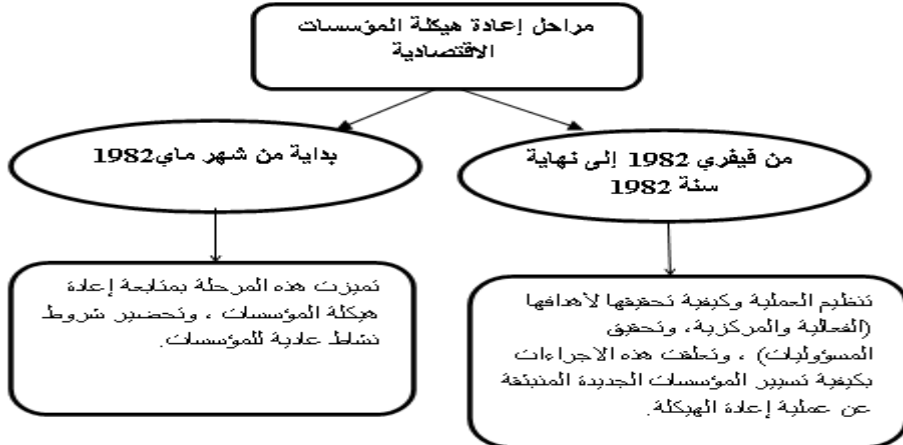 مراحل إعادة هيكلة المؤسسات
الاقتصادية
من فيفري 1982 إلى نهاية
سنة 1982
بداية من شهر ماي1982
تنظيم العملية وكيفية تحقيقها لأهدافها
(الفعالية والمركزية، وتحقيق
المسؤوليات) ، وتعلقت هذه الاجراءات
بكيفية تسيير المؤسسات الجديدة المنبثقة
عن عملية إعادة الهيكلة.
تميزت هذه المرحلة بمتابعة إعادة
هيكلة المؤسسات ، وتحضير شروط
نشاط عادية للمؤسسات.